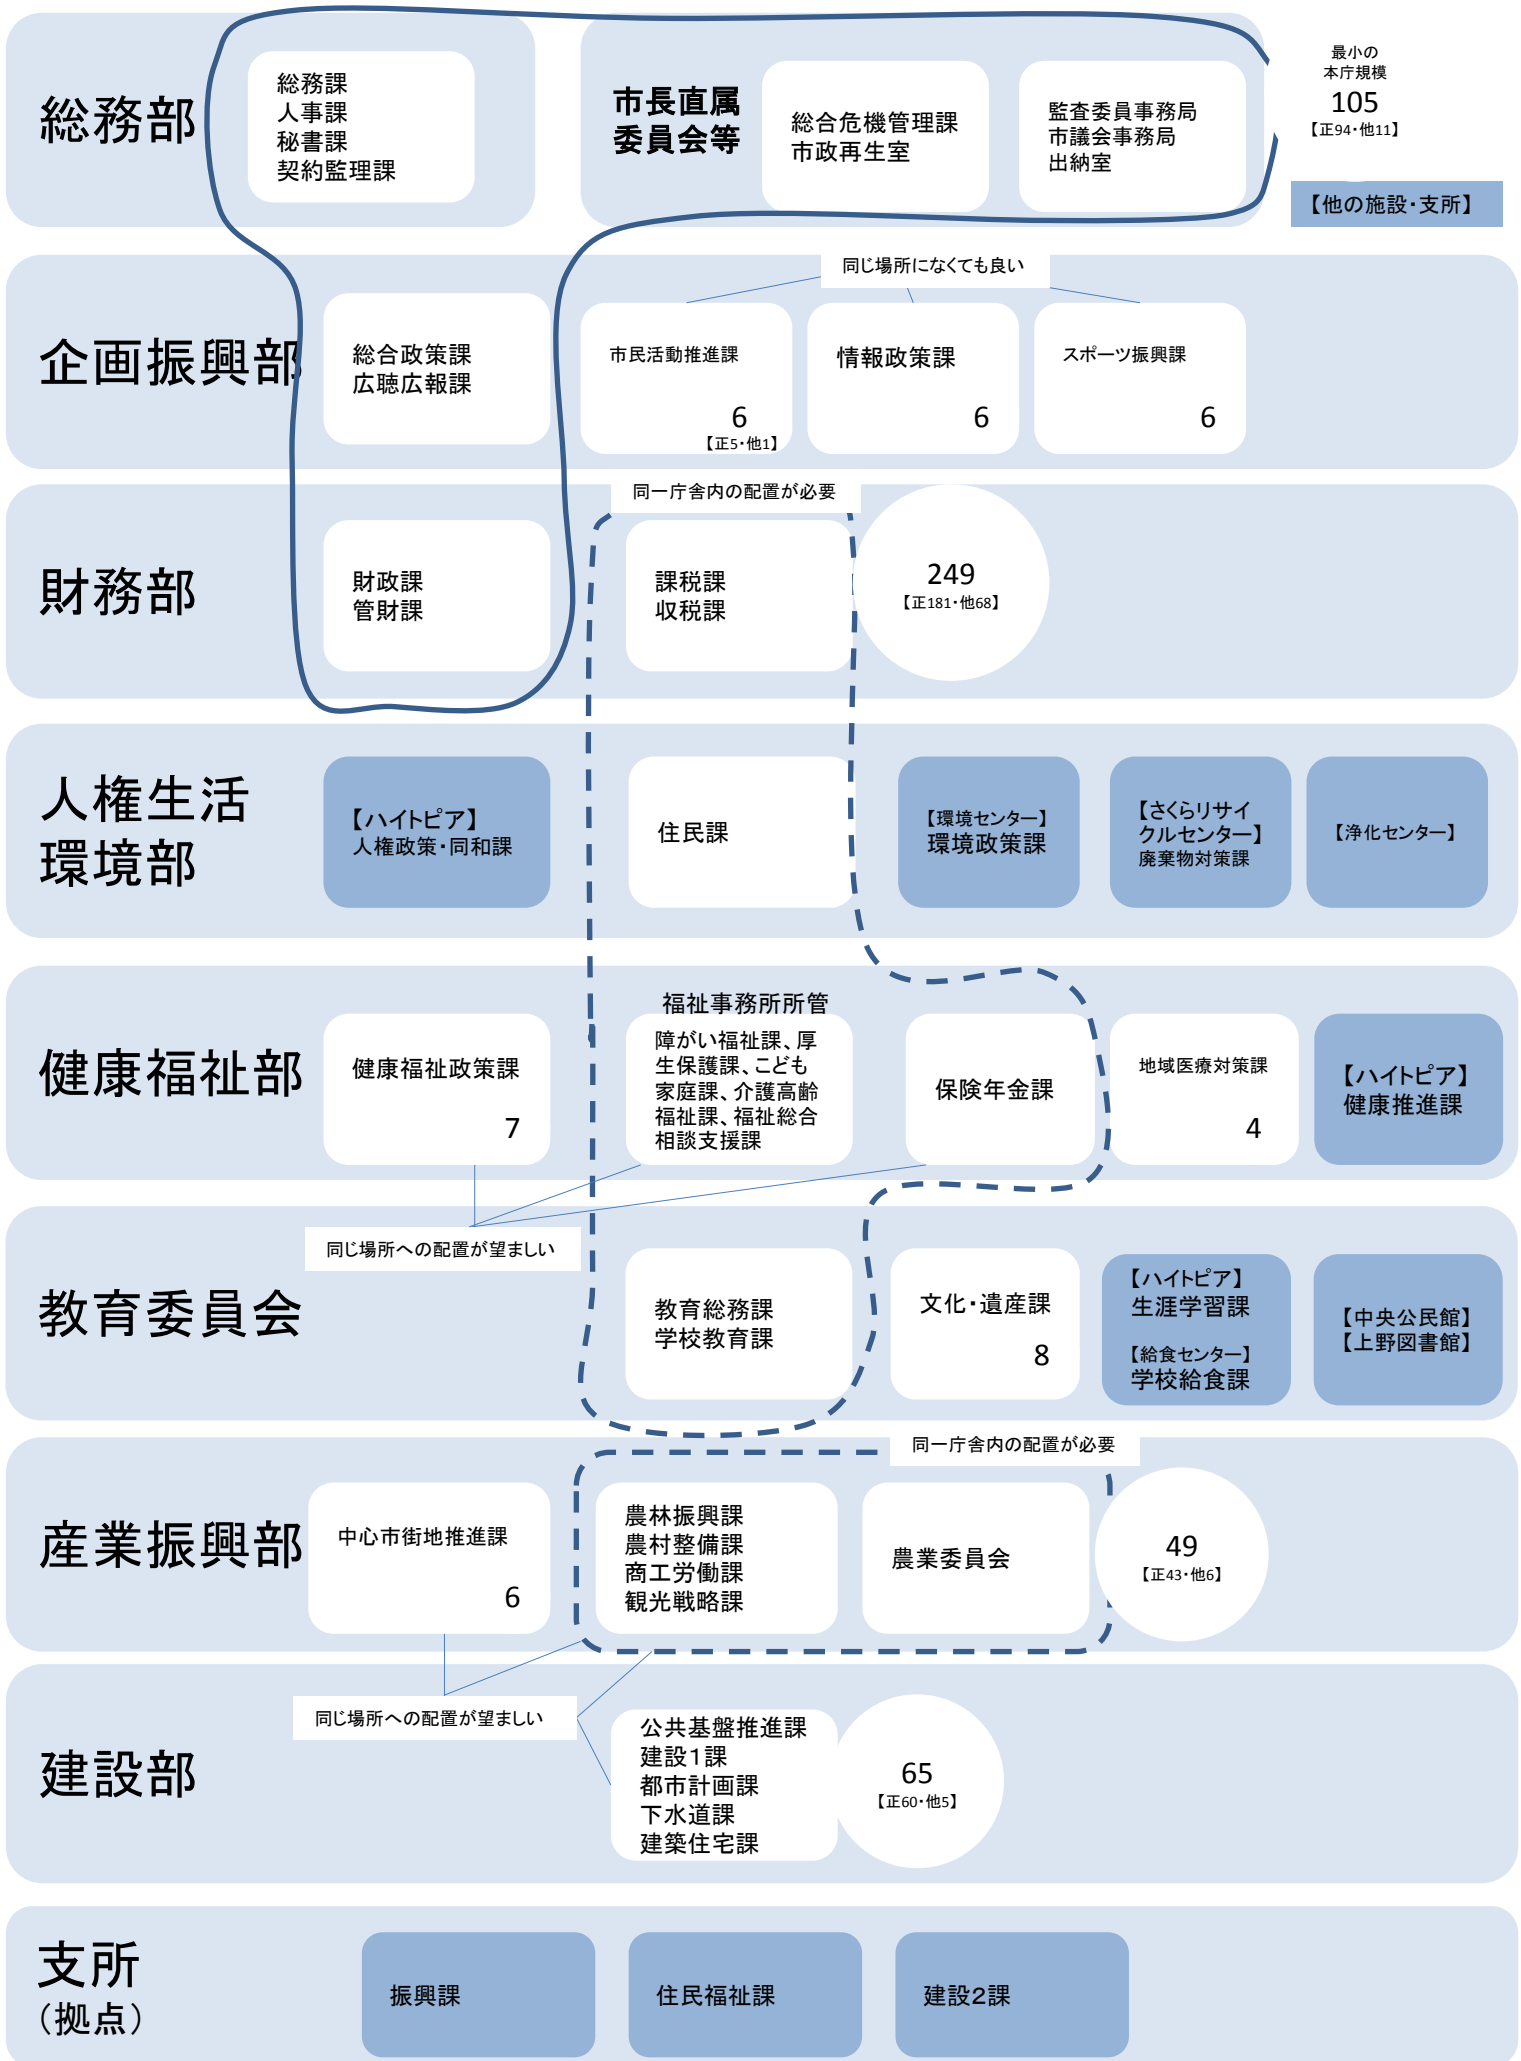 総務部
総務課
人事課
秘書課
契約監理課
市長直属
委員会等
総合危機管理課
市政再生室
監査委員事務局
市議会事務局
出納室
最小の
本庁規模
105
【正94・他11】
【他の施設・支所】
企画振興部
総合政策課
広聴広報課
同じ場所になくても良い
市民活動推進課
6
【正5・他1】
情報政策課
6
スポーツ振興課
6
財務部
財政課
管財課
同一庁舎内の配置が必要
課税課
収税課
249
【正181・他68】
人権生活
環境部
【ハイトピア】
人権政策・同和課
住民課
【環境センター】
環境政策課
【さくらリサイ
クルセンター】
廃棄物対策課
【浄化センター】
健康福祉部
健康福祉政策課
7
福祉事務所所管
障がい福祉課、厚
生保護課、こども
家庭課、介護高齢
福祉課、福祉総合
相談支援課
保険年金課
地域医療対策課
4
【ハイトピア】
健康推進課
同じ場所への配置が望ましい
教育委員会
教育総務課
学校教育課
文化・遺産課
8
【ハイトピア】
生涯学習課
【給食センター】
学校給食課
【中央公民館】
【上野図書館】
産業振興部
中心市街地推進課
6
同一庁舎内の配置が必要
農林振興課
農村整備課
商工労働課
観光戦略課
農業委員会
49
【正43・他6】
同じ場所への配置が望ましい
建設部
公共基盤推進課
建設1課
都市計画課
下水道課
建築住宅課
65
【正60・他5】
支所
（拠点）
振興課
住民福祉課
建設2課